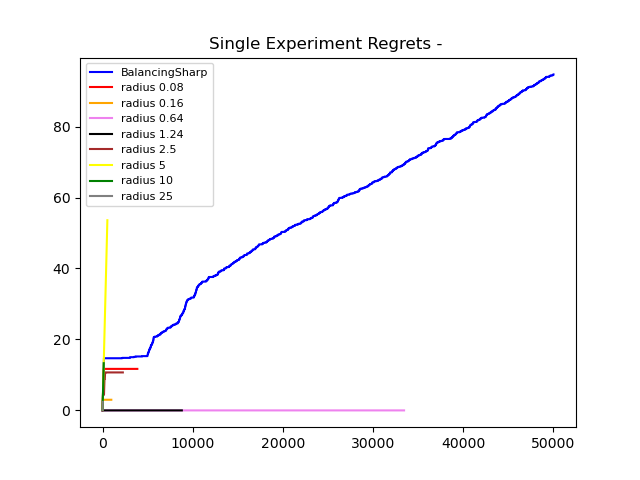 Single Experiment Regrets -
BalancingSharp
radius 0.08
radius 0.16
radius 0.64
radius 1.24
radius 2.5
radius 5
radius 10
radius 25
80
60
40
20
0
0 10000 20000 30000 40000 50000